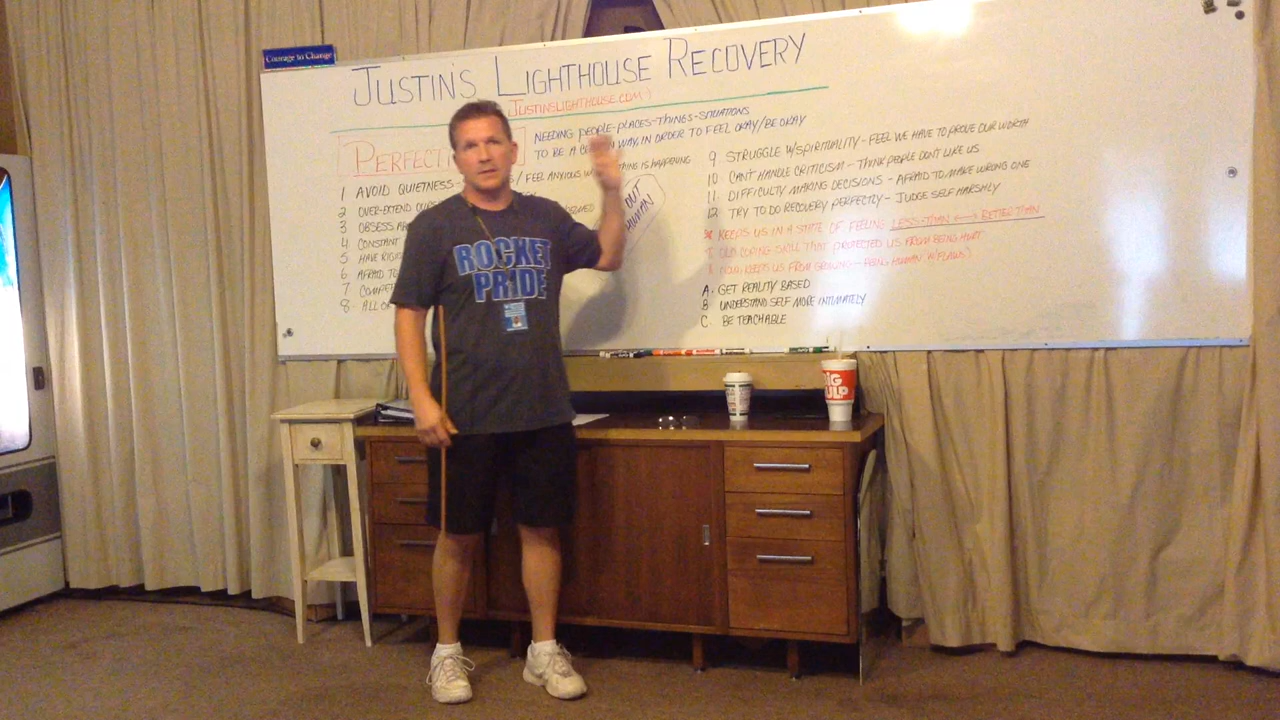 Courage to Change
JUSTIN'S LIGHTHOUSE RECOVERY
JUSTINSLIGHTHOUSE.COM)
PERFECT
NEEDING PEOPLE-PLACES-THINGS-SITUATIONS
TO BE A WAY, IN ORDER TO FEEL OKAY/BE OKAY
1 AVOID QUIETNESS- / FEEL ANXIOUS IS HAPPENING
2 OVER-EXTEND
3 OBSESS
4 CONSTANT
5 HAVE
6 AFRAID
7
8 ALL
OUT
HUMAN
9. STRUGGLE W/SPIRITUALITY - FEEL WE HAVE TO PROVE OUR WORTH
10. CAN'T HANDLE CRITICISM - THINK PEOPLE DON'T LIKE US
11. DIFFICULTY MAKING DECISIONS - AFRAID TO MAKE WRONG ONE
12. TRY TO DO RECOVERY PERFECTLY - JUDGE SELF HARSHLY
* KEEPS US IN A STATE OF FEELING LESS-THAN <--> BETTER THAN
OLD COPING SKILL THAT PROTECTED US FROM BEING HURT
NOW, KEEPS US FROM GROWING - BEING HUMAN (W/FLAWS)
A. GET REALITY BASED
B. UNDERSTAND SELF MORE INTIMATELY
C. BE TEACHABLE
ROCKET
PRIDE
BIG
GULP